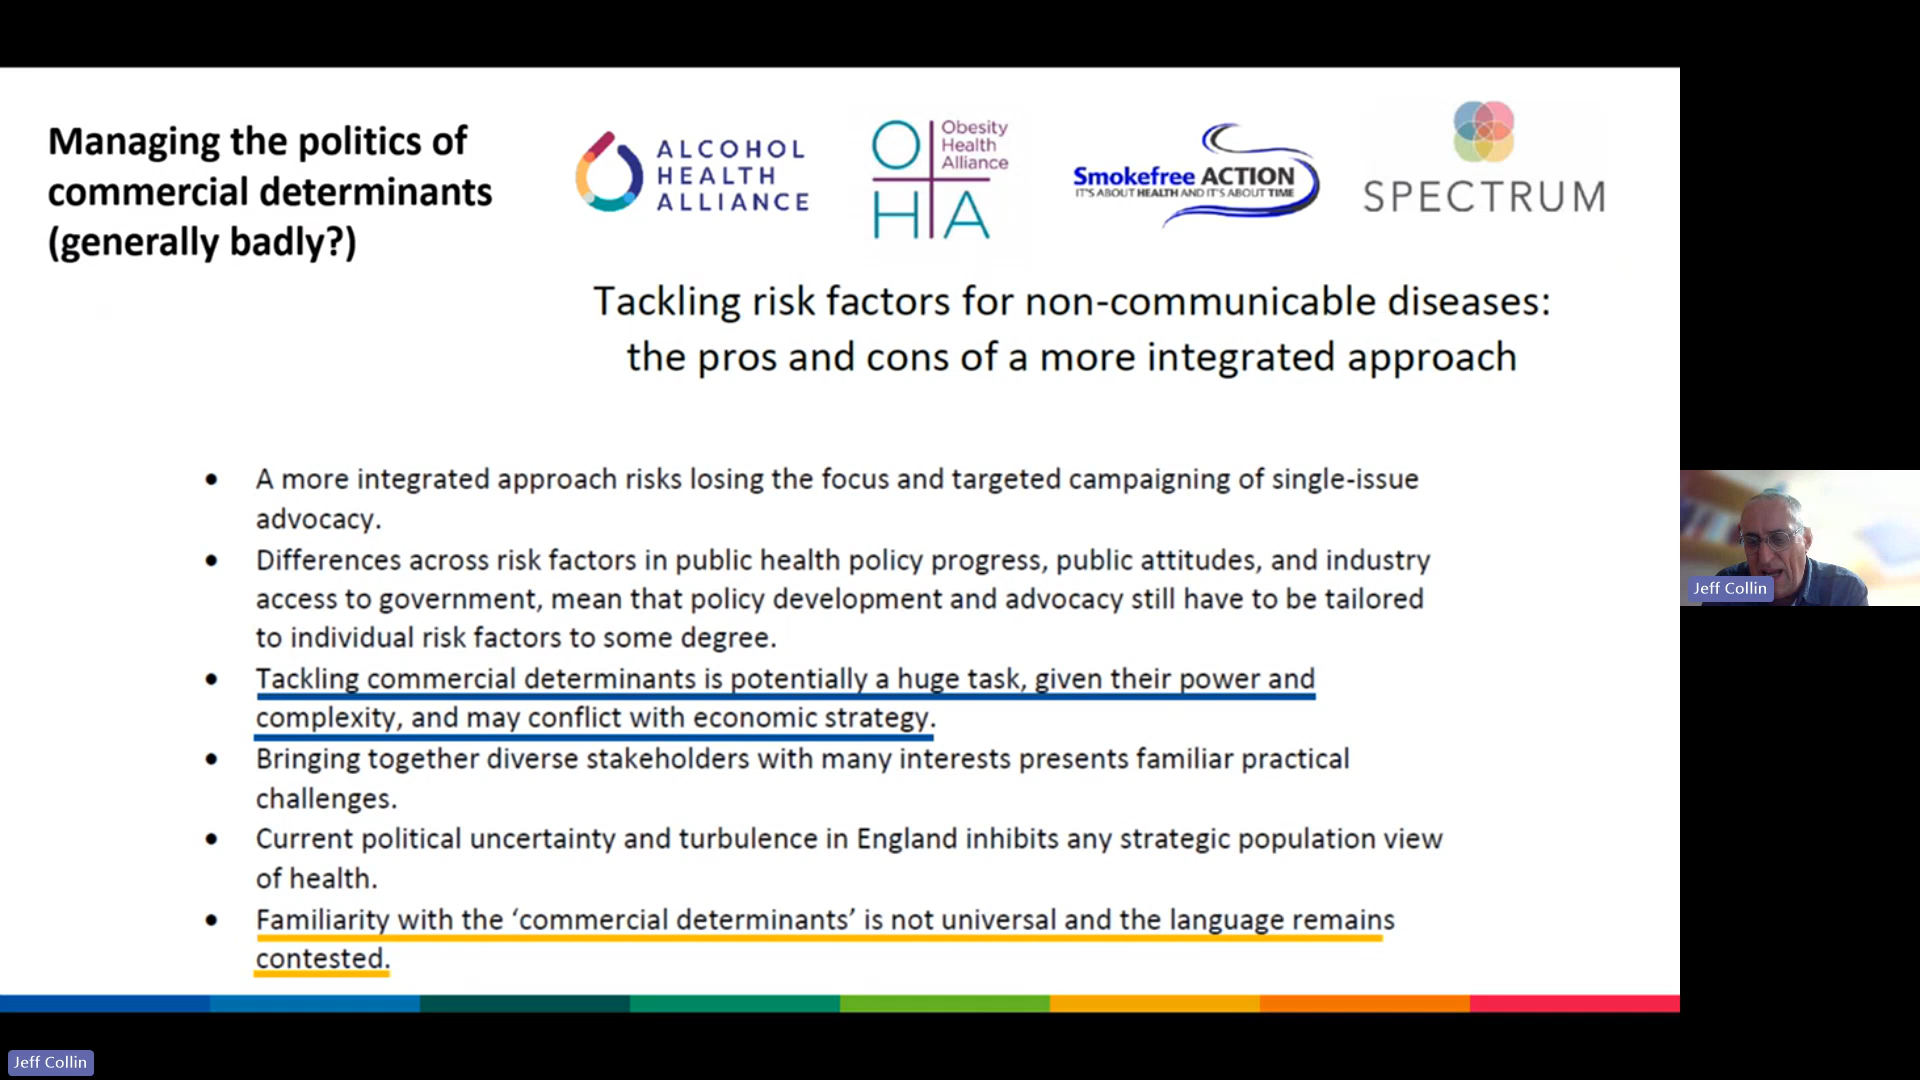 Managing the politics of
commercial determinants
(generally badly?)
ALCOHOL
HEALTH
ALLIANCE
O
Obesity
Health
Alliance
H A
Smokefree ACTION
IT'S ABOUT HEALTH AND IT'S ABOUT TIME
SPECTRUM
Tackling risk factors for non-communicable diseases:
the pros and cons of a more integrated approach
• A more integrated approach risks losing the focus and targeted campaigning of single-issue
advocacy.
• Differences across risk factors in public health policy progress, public attitudes, and industry
access to government, mean that policy development and advocacy still have to be tailored
to individual risk factors to some degree.
• Tackling commercial determinants is potentially a huge task, given their power and
complexity, and may conflict with economic strategy.
• Bringing together diverse stakeholders with many interests presents familiar practical
challenges.
• Current political uncertainty and turbulence in England inhibits any strategic population view
of health.
• Familiarity with the ‘commercial determinants’ is not universal and the language remains
contested.
Jeff Collin
Jeff Collin